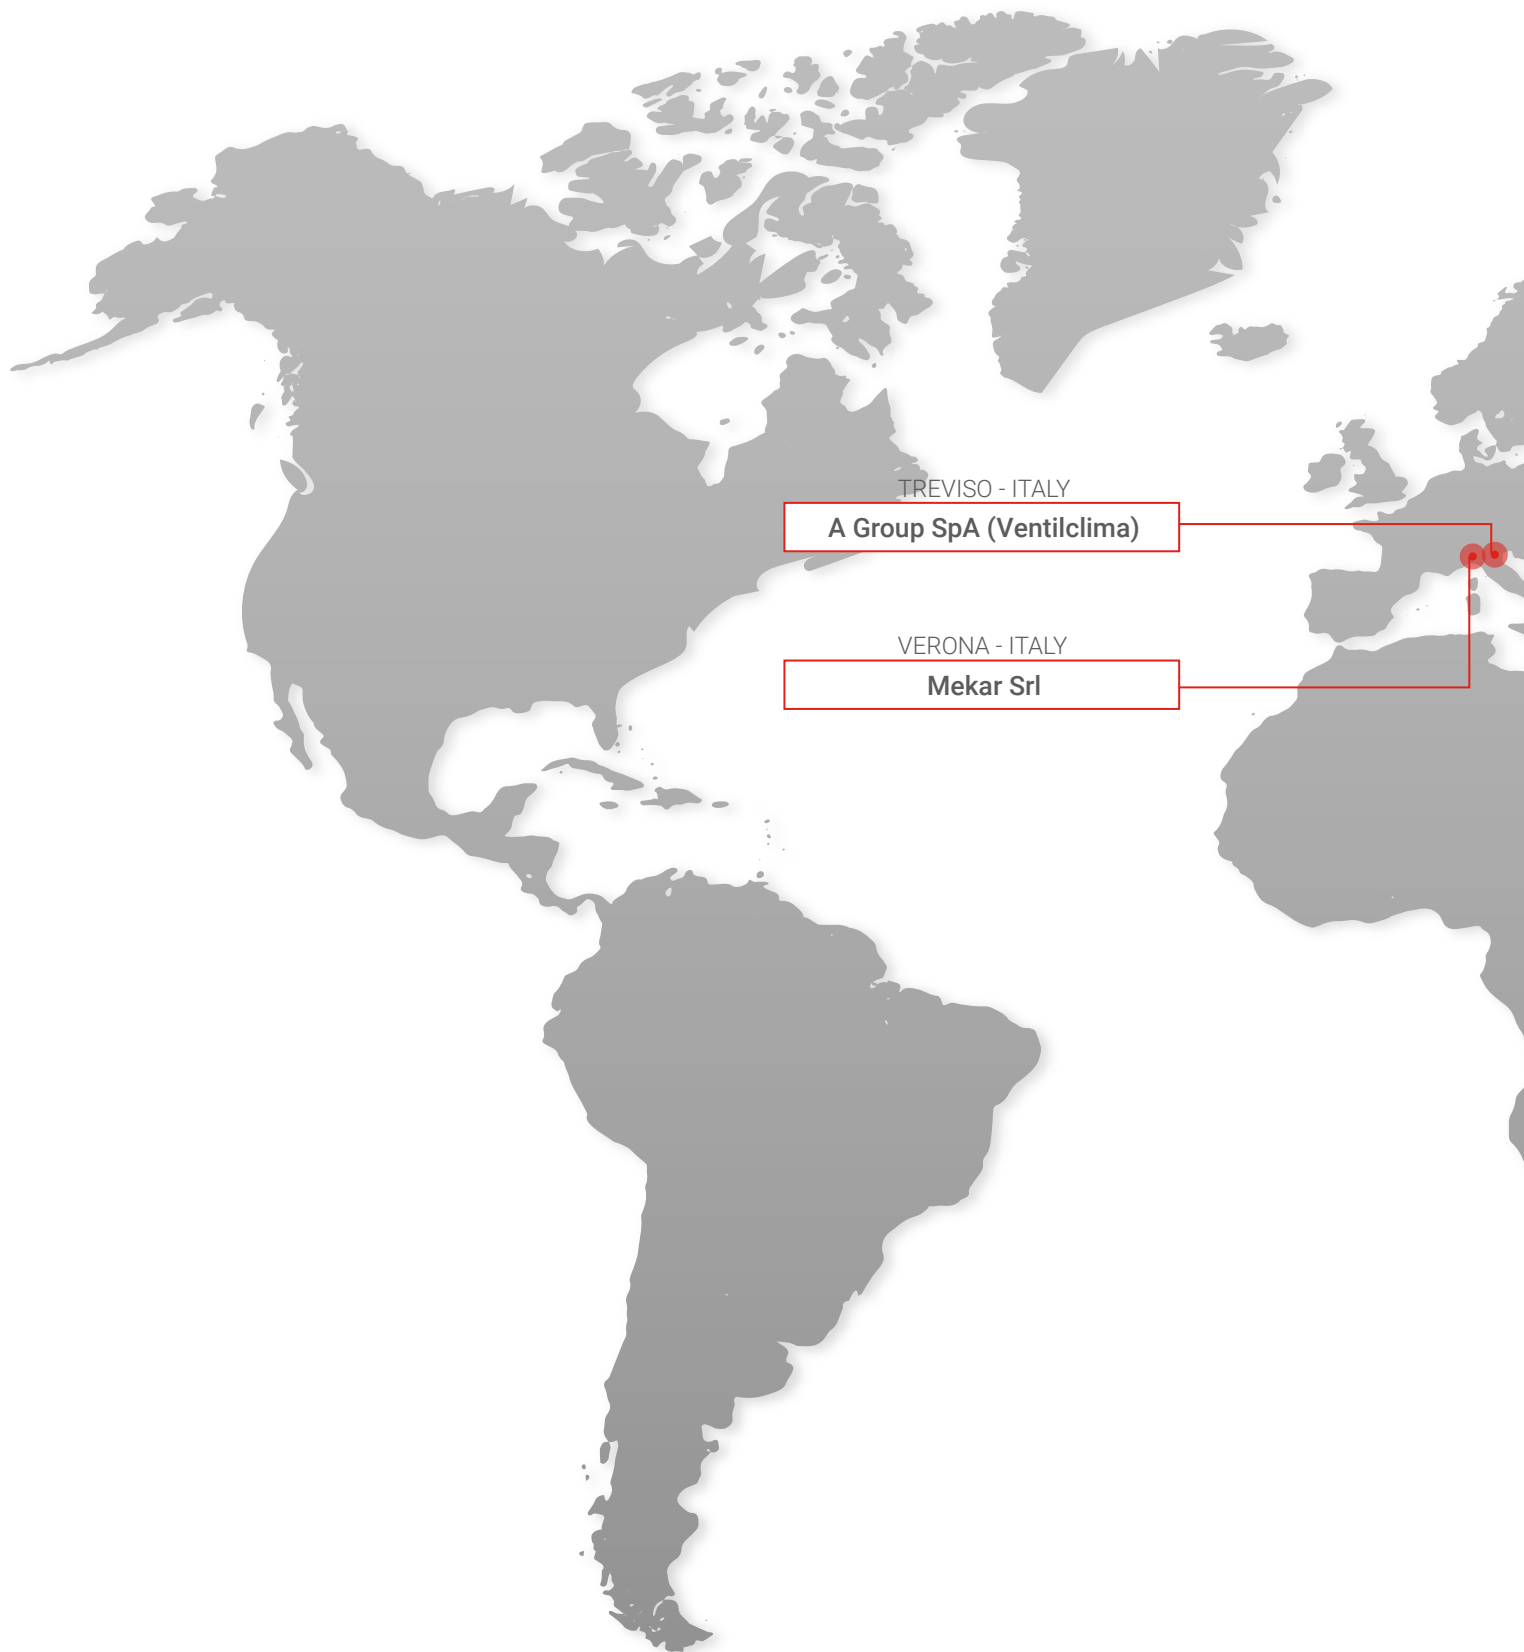 TREVISO - ITALY
A Group SpA (Ventilclima)
VERONA - ITALY
Mekar Srl